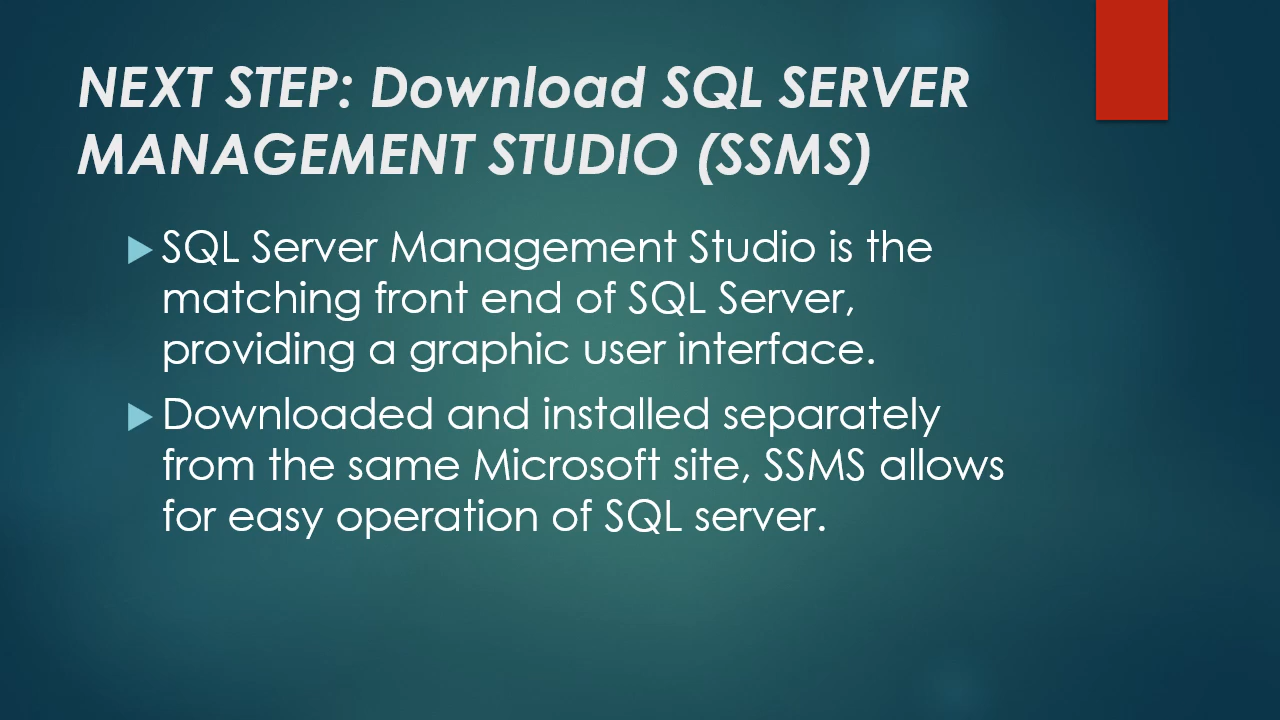 NEXT STEP: Download SQL SERVER
MANAGEMENT STUDIO (SSMS)
SQL Server Management Studio is the
matching front end of SQL Server,
providing a graphic user interface.
Downloaded and installed separately
from the same Microsoft site, SSMS allows
for easy operation of SQL server.